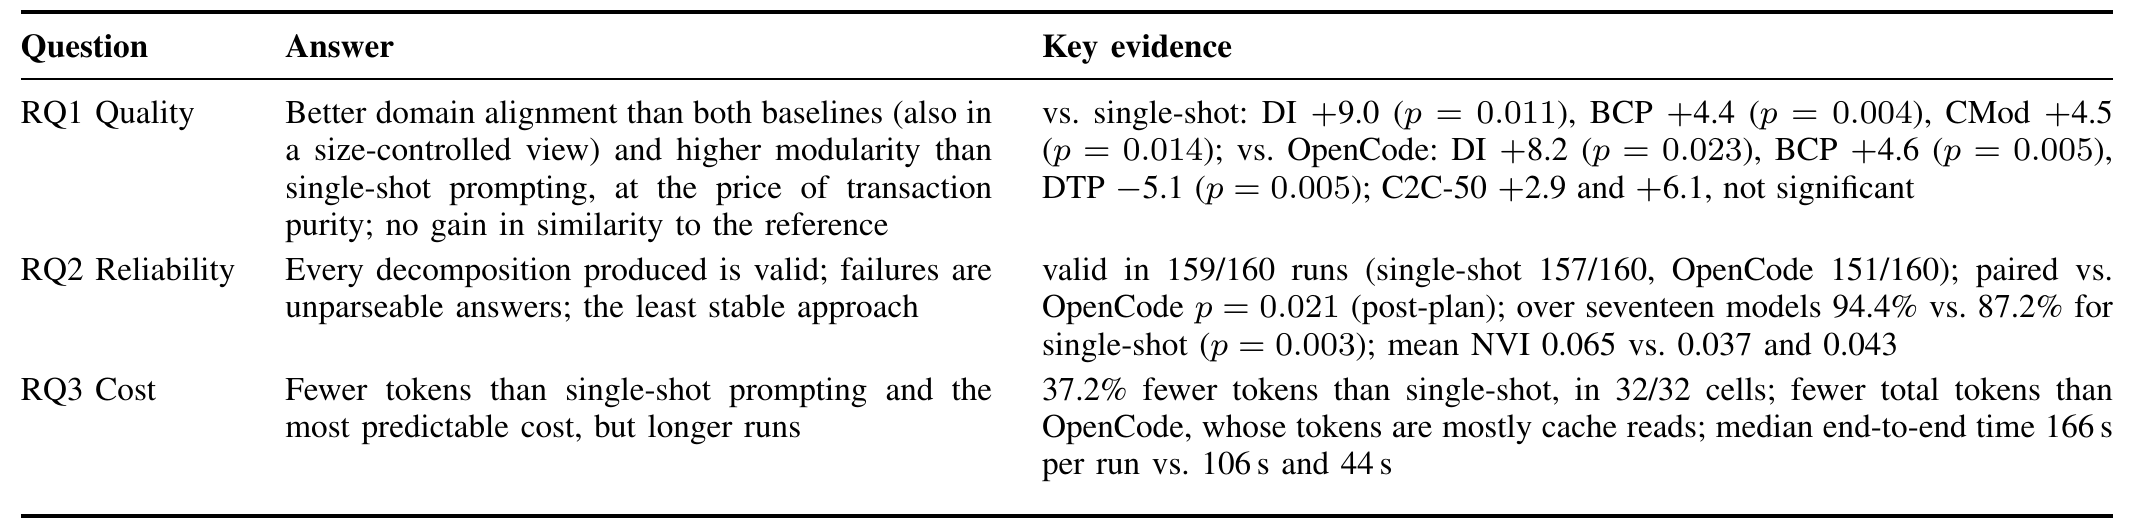 Question Answer Key evidence
RQ1 Quality Better domain alignment than both baselines (also in a size-controlled view) and higher modularity than single-shot prompting, at the price of transaction purity; no gain in similarity to the reference
vs. single-shot: DI +9.0 (p = 0.011), BCP +4.4 (p = 0.004), CMod +4.5
(p = 0.014); vs. OpenCode: DI +8.2 (p = 0.023), BCP +4.6 (p = 0.005),
DTP −5.1 (p = 0.005); C2C-50 +2.9 and +6.1, not significant
RQ2 Reliability
Every decomposition produced is valid; failures are
unparseable answers; the least stable approach
valid in 159/160 runs (single-shot 157/160, OpenCode 151/160); paired vs.
OpenCode p = 0.021 (post-plan); over seventeen models 94.4% vs. 87.2% for
single-shot (p = 0.003); mean NVI 0.065 vs. 0.037 and 0.043
RQ3 Cost
Fewer tokens than single-shot prompting and the
most predictable cost, but longer runs
37.2% fewer tokens than single-shot, in 32/32 cells; fewer total tokens than
OpenCode, whose tokens are mostly cache reads; median end-to-end time 166 s
per run vs. 106 s and 44 s